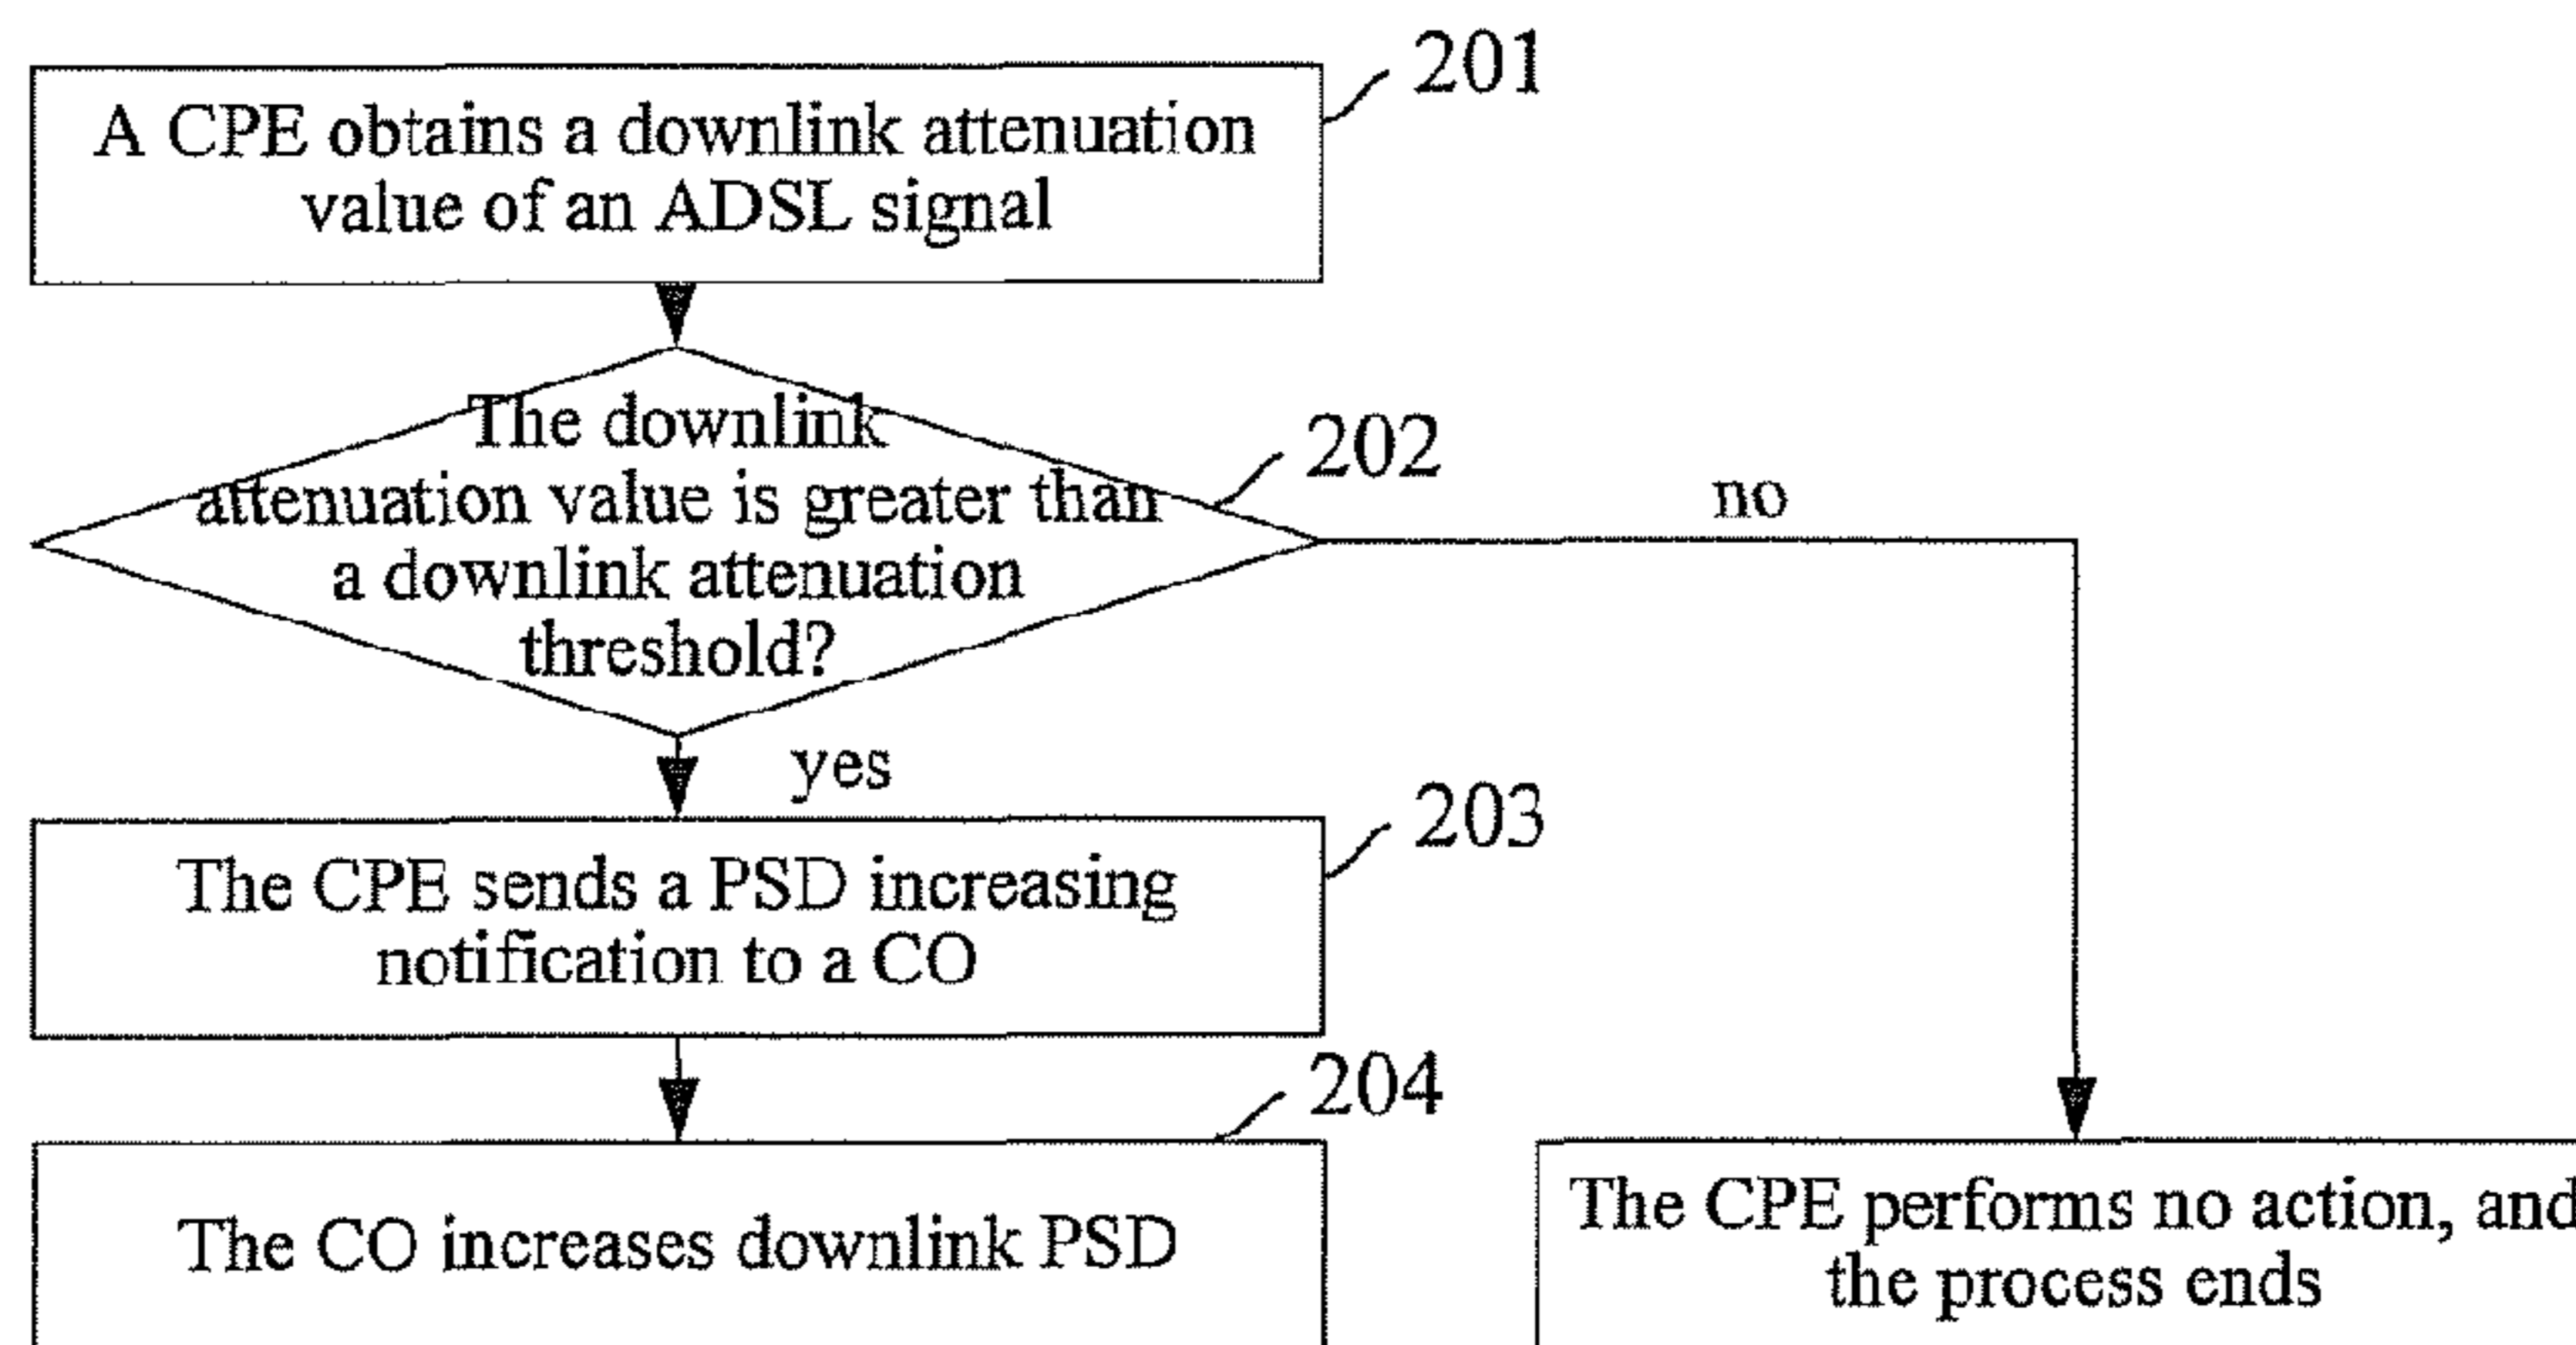 201
A CPE obtains a downlink attenuation
value of an ADSL signal
The downlink
attenuation value is greater than
a downlink attenuation
threshold?
202
no
yes
203
The CPE sends a PSD increasing
notification to a CO
204
The CO increases downlink PSD
The CPE performs no action, and
the process ends